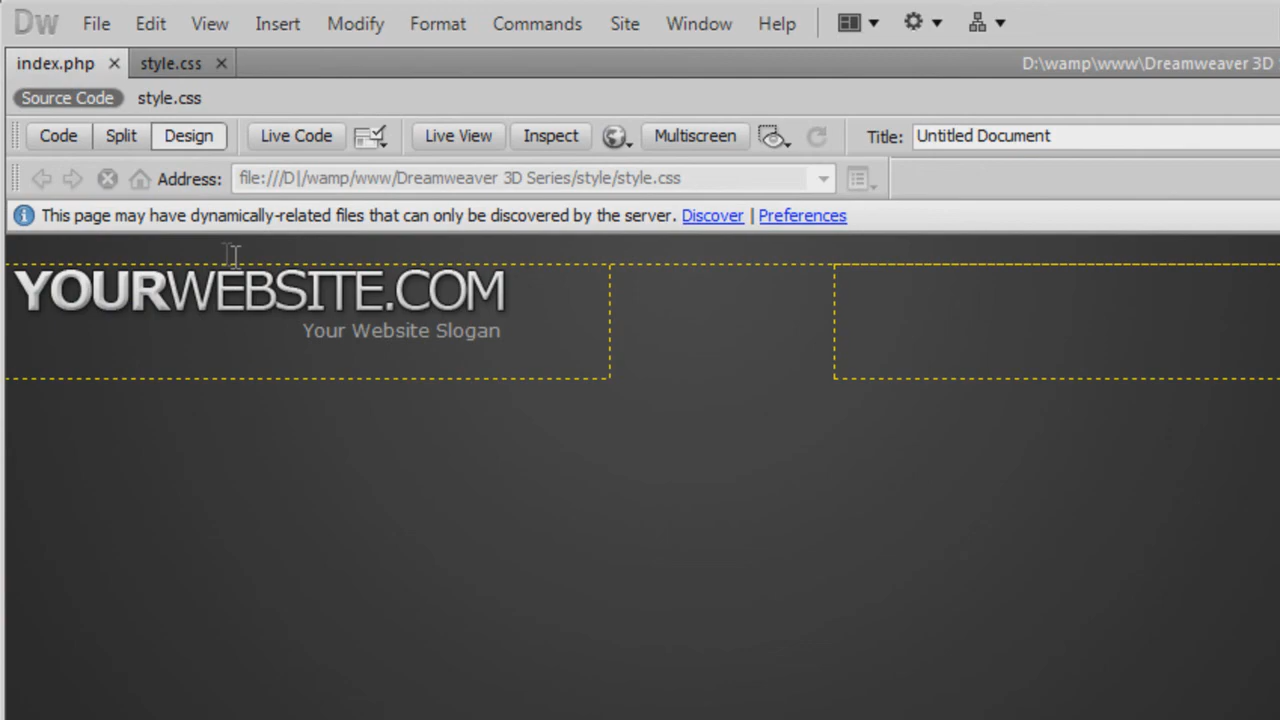 Dw File Edit View Insert Modify Format Commands Site Window Help
index.php style.css D:\wamp\www\Dreamweaver 3D
Source Code style.css
Code Split Design Live Code Live View Inspect Multiscreen Title: Untitled Document
Address: file:///D|/wamp/www/Dreamweaver 3D Series/style/style.css
This page may have dynamically-related files that can only be discovered by the server. Discover | Preferences
YOURWEBSITE.COM
Your Website Slogan